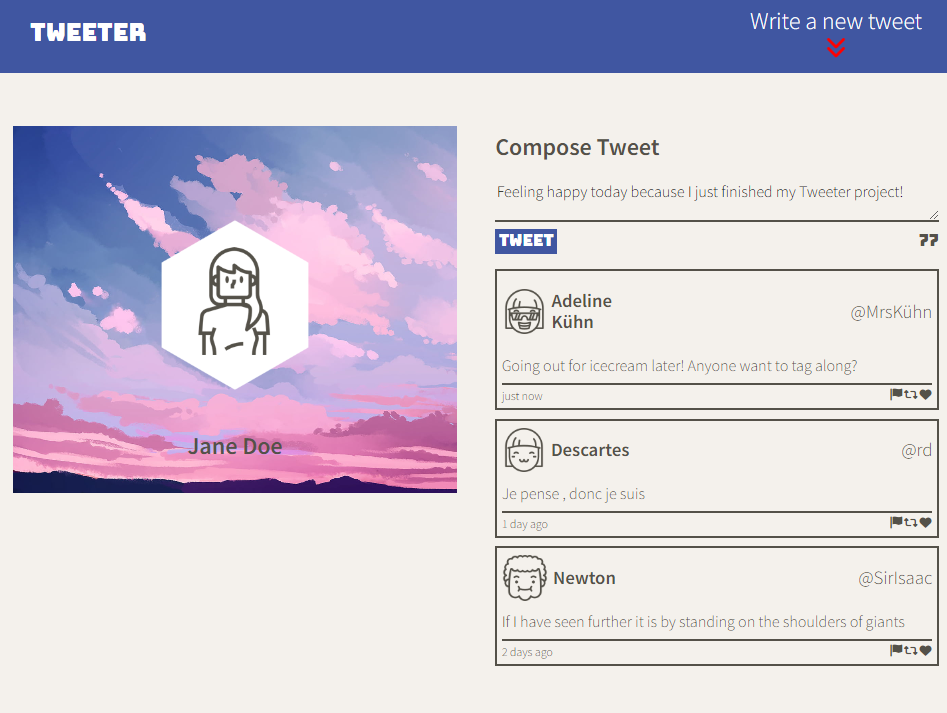 TWEETER
Write a new tweet
Jane Doe
Compose Tweet
Feeling happy today because I just finished my Tweeter project!
TWEET 77
Adeline
Kühn
@MrsKühn
Going out for icecream later! Anyone want to tag along?
just now
Descartes @rd
Je pense , donc je suis
1 day ago
Newton @SirIsaac
If I have seen further it is by standing on the shoulders of giants
2 days ago